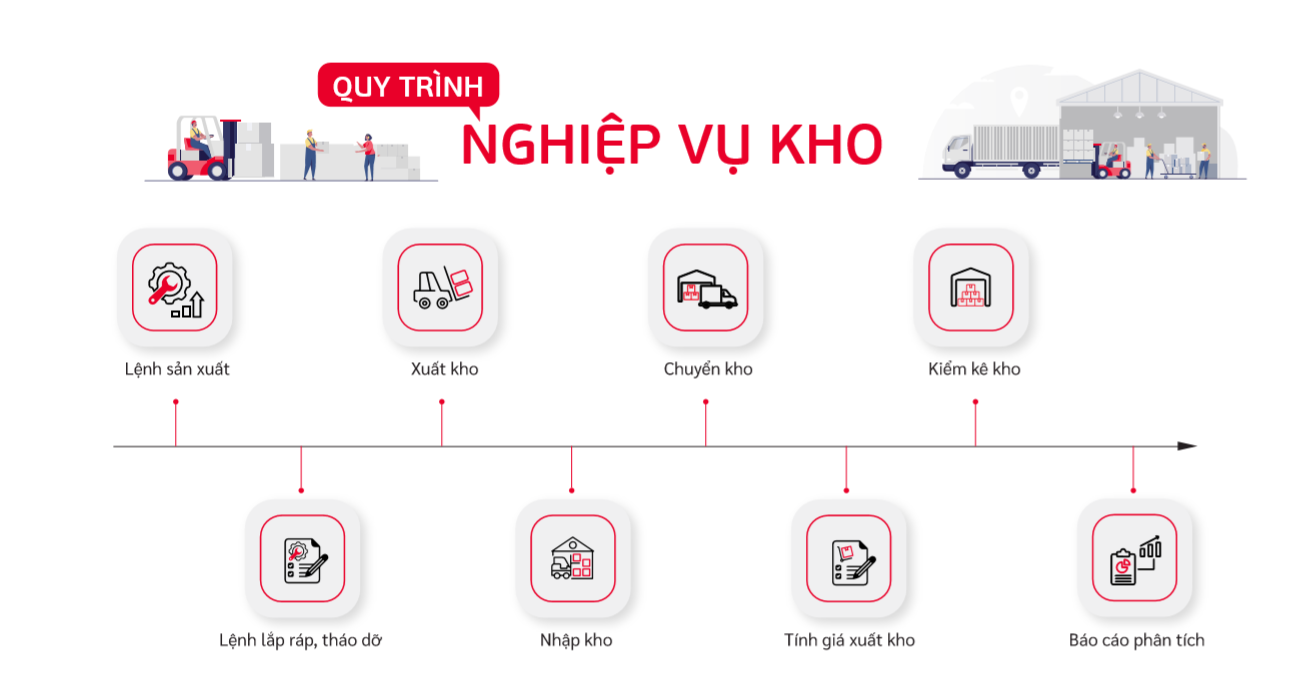 QUY TRÌNH
NGHIỆP VỤ KHO
Lệnh sản xuất
Xuất kho
Chuyển kho
Kiểm kê kho
Lệnh lắp ráp, tháo dỡ
Nhập kho
Tính giá xuất kho
Báo cáo phân tích